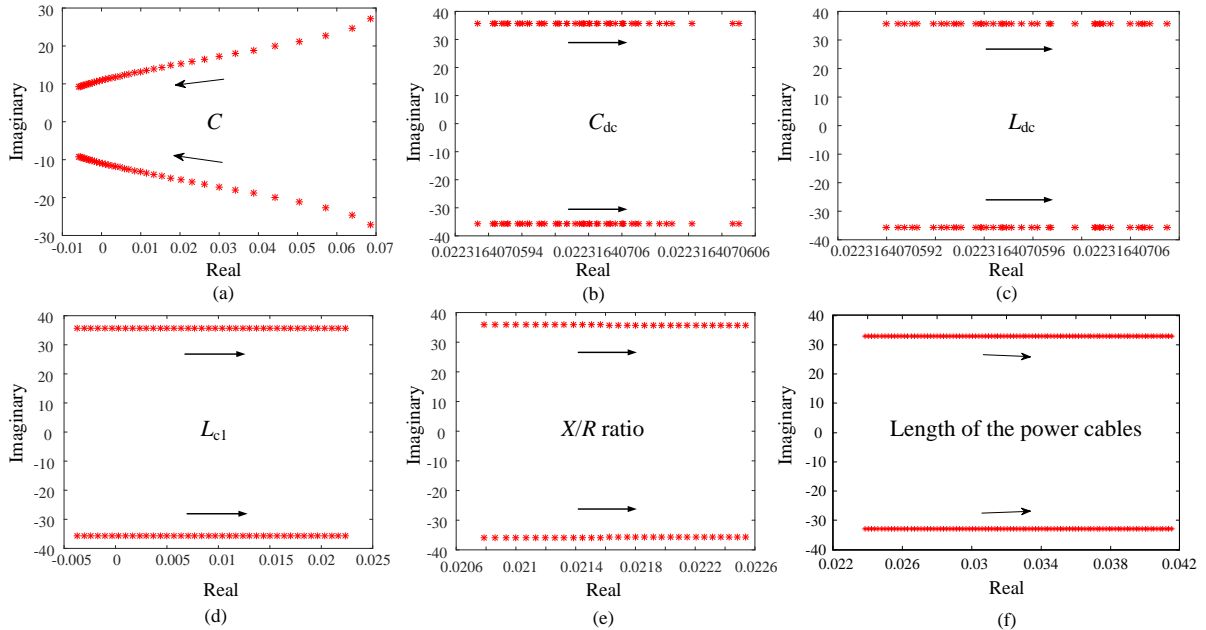 30
20
10
0
-10
-20
-30
Imaginary
C
-0.01 0 0.01 0.02 0.03 0.04 0.05 0.06 0.07
Real
(a)
40
30
20
10
0
-10
-20
-30
-40
Imaginary
Cdc
0.0223164070594 0.0223164070706 0.0223164070606
Real
(b)
40
30
20
10
0
-10
-20
-30
-40
Imaginary
Ldc
0.0223164070592 0.0223164070596 0.0223164070706
Real
(c)
40
30
20
10
0
-10
-20
-30
-40
Imaginary
Lc1
-0.005 0 0.005 0.01 0.015 0.02 0.025
Real
(d)
40
30
20
10
0
-10
-20
-30
-40
Imaginary
X/R ratio
0.0206 0.021 0.0214 0.0218 0.0222 0.0226
Real
(e)
40
30
20
10
0
-10
-20
-30
-40
Imaginary
Length of the power cables
0.022 0.026 0.03 0.034 0.038 0.042
Real
(f)